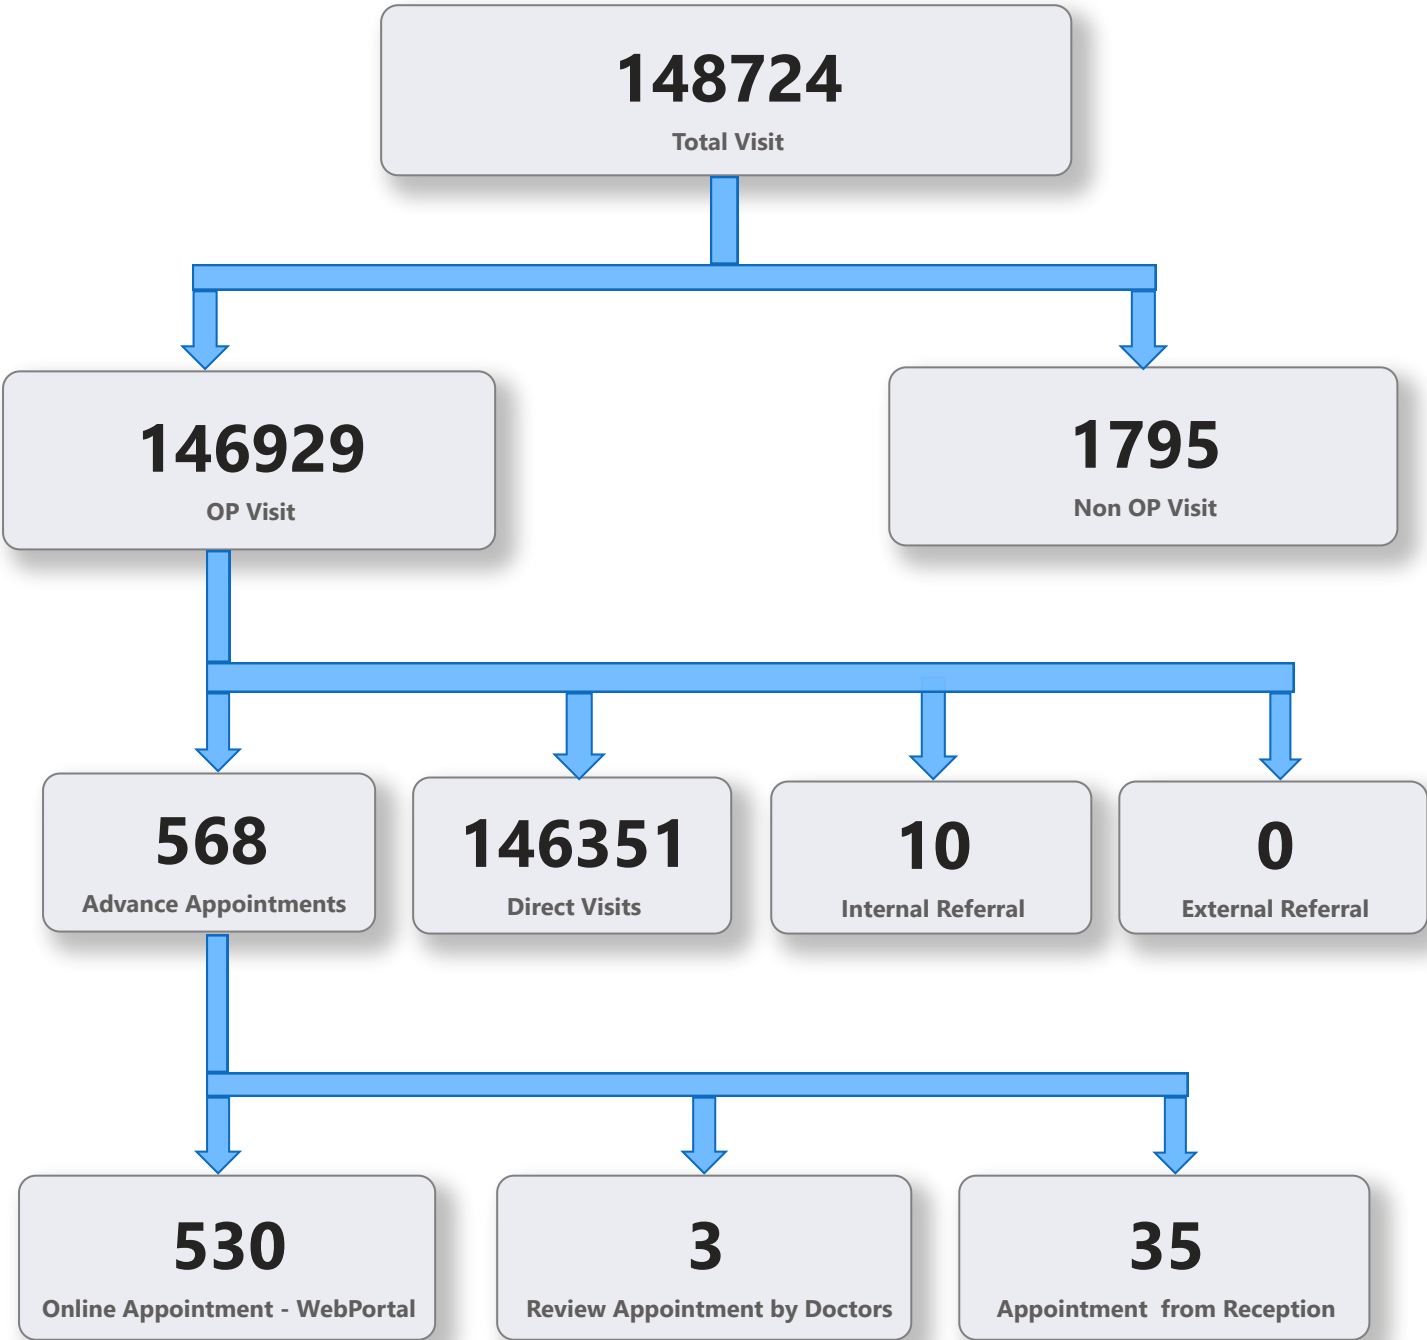 148724
Total Visit
146929
OP Visit
1795
Non OP Visit
568
Advance Appointments
146351
Direct Visits
10
Internal Referral
0
External Referral
530
Online Appointment - WebPortal
3
Review Appointment by Doctors
35
Appointment  from Reception